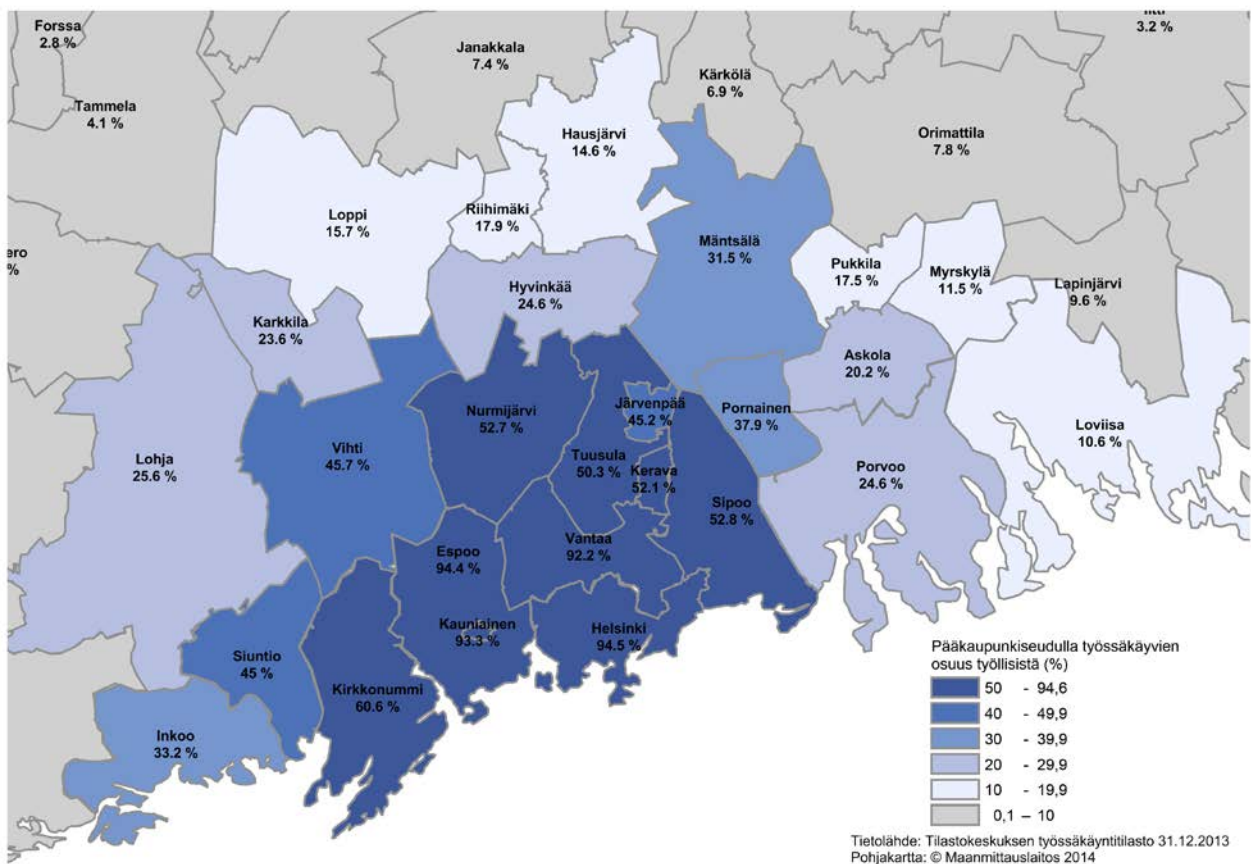 Forssa
2.8 %
Janakkala
7.4 %
3.2 %
Kärkölä
6.9 %
Tammela
4.1 %
Hausjärvi
14.6 %
Orimattila
7.8 %
Loppi
15.7 %
Riihimäki
17.9 %
ero
%
Mäntsälä
31.5 %
Pukkila
17.5 %
Myrskylä
11.5 %
Lapinjärvi
9.6 %
Hyvinkää
24.6 %
Karkkila
23.6 %
Askola
20.2 %
Nurmijärvi
52.7 %
Järvenpää
45.2 %
Pornainen
37.9 %
Loviisa
10.6 %
Vihti
45.7 %
Lohja
25.6 %
Tuusula
50.3 %
Kerava
52.1 %
Porvoo
24.6 %
Sipoo
52.8 %
Espoo
94.4 %
Vantaa
92.2 %
Kauniainen
93.3 %
Helsinki
94.5 %
Siuntio
45 %
Kirkkonummi
60.6 %
Inkoo
33.2 %
Pääkaupunkiseudulla työssäkäyvien
osuus työllisistä (%)
50 - 94,6
40 - 49,9
30 - 39,9
20 - 29,9
10 - 19,9
0,1 – 10
Tietolähde: Tilastokeskuksen työssäkäyntitilasto 31.12.2013
Pohjakartta: © Maanmittauslaitos 2014